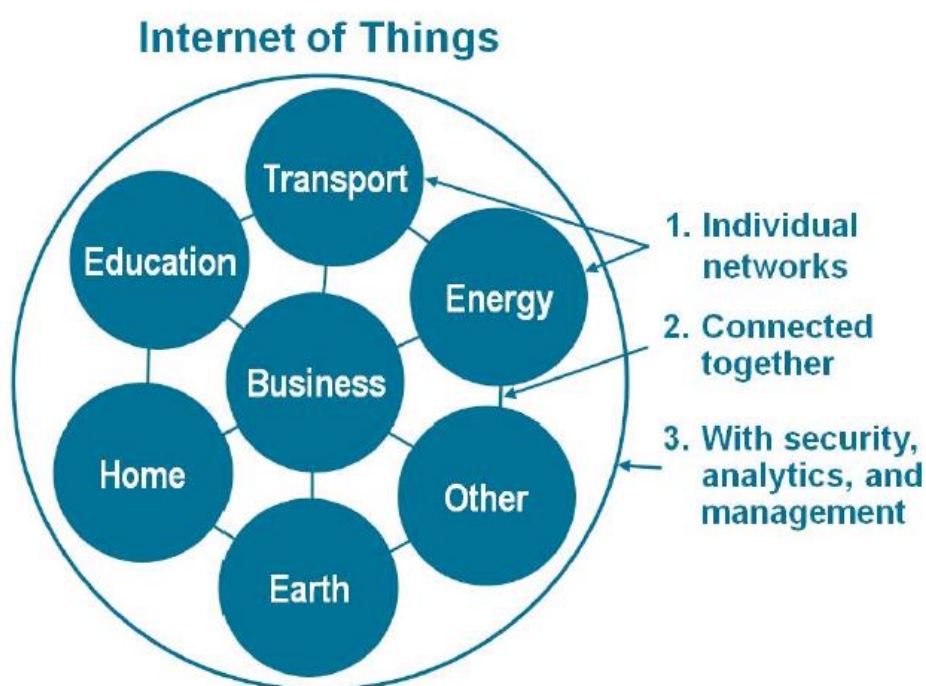 Internet of Things
Transport
Education
Energy
Business
Home
Other
Earth
1. Individual
networks
2. Connected
together
3. With security,
analytics, and
management